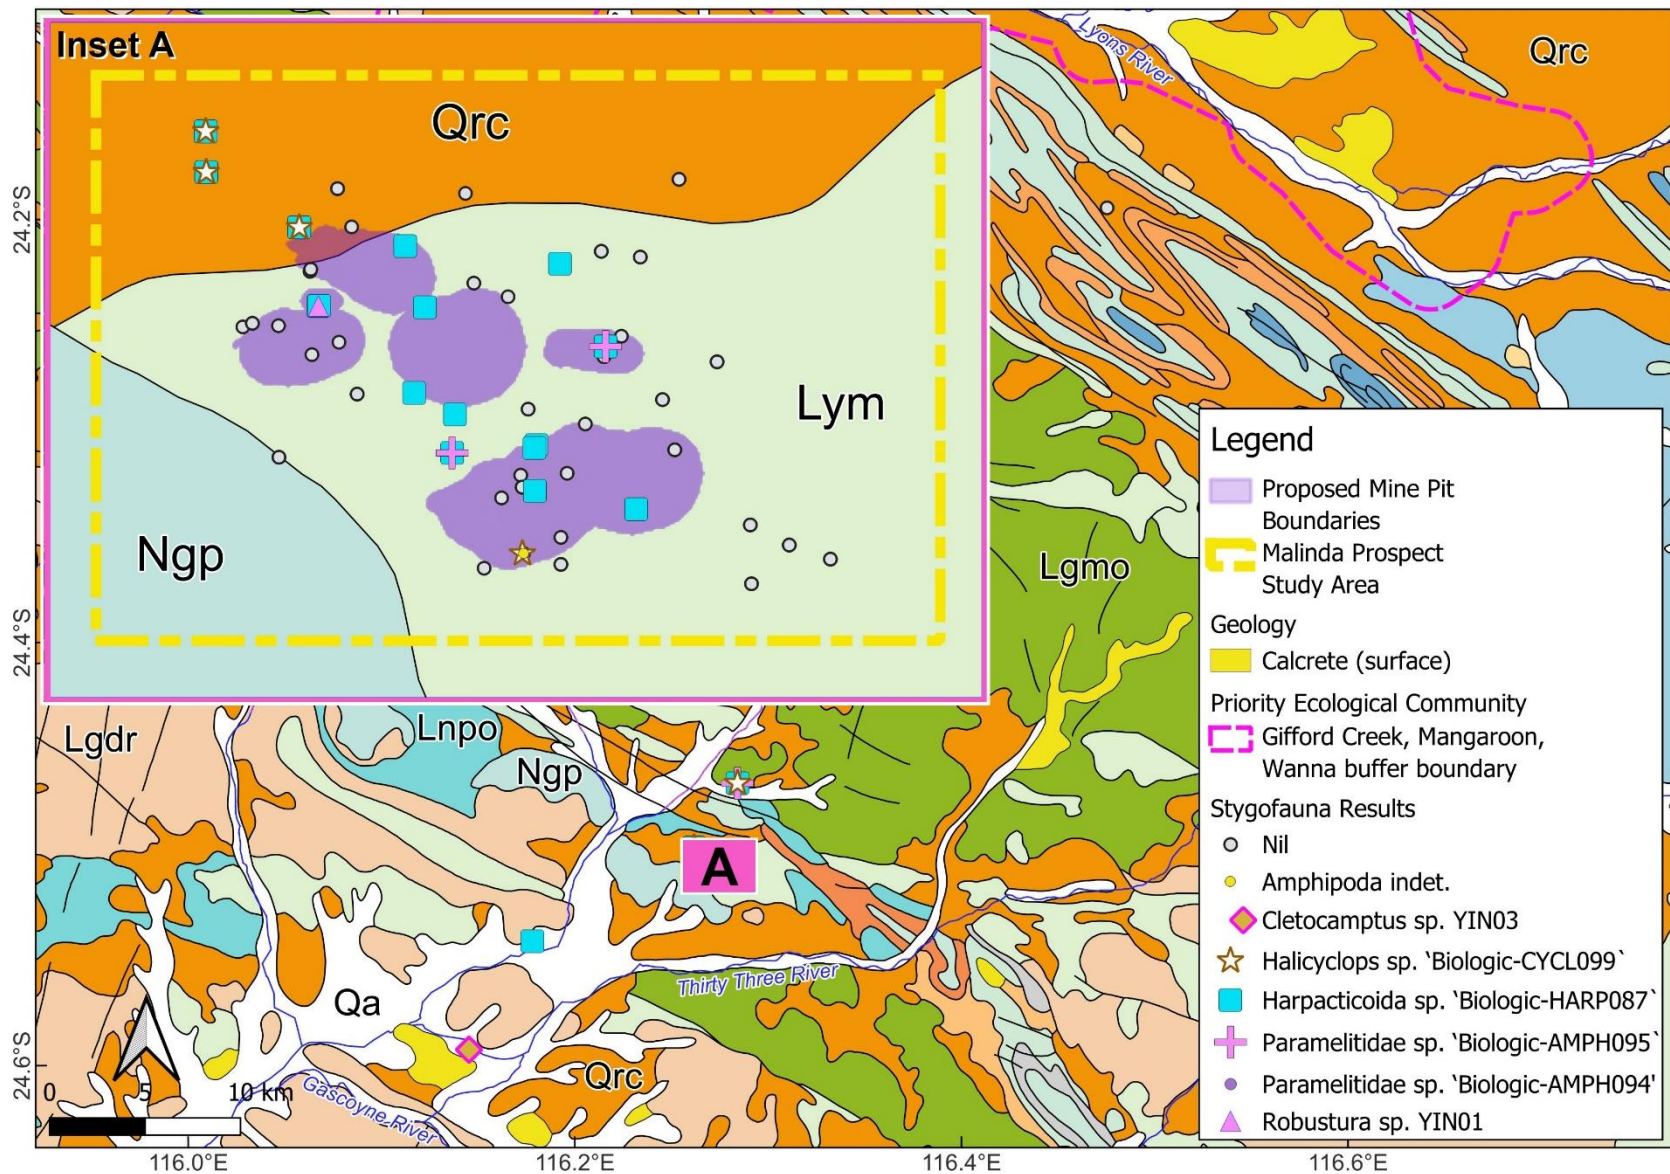 Inset A
Qrc
Lyons River
Qrc
24.2°S
Lym
Ngp
Lgmo
24.4°S
Lgdr
Lnpo
Ngp
A
Qa
Thirty Three River
Qrc
Gascoyne River
24.6°S
0 5 10 km
116.0°E 116.2°E 116.4°E 116.6°E
Legend
Proposed Mine Pit
Boundaries
Malinda Prospect
Study Area
Geology
Calcrete (surface)
Priority Ecological Community
Gifford Creek, Mangaroon,
Wanna buffer boundary
Stygofauna Results
Nil
Amphipoda indet.
Cletocamptus sp. YIN03
Halicyclops sp. ‘Biologic-CYCL099`
Harpacticoida sp. ‘Biologic-HARP087`
Paramelitidae sp. ‘Biologic-AMPH095`
Paramelitidae sp. ‘Biologic-AMPH094'
Robustura sp. YIN01